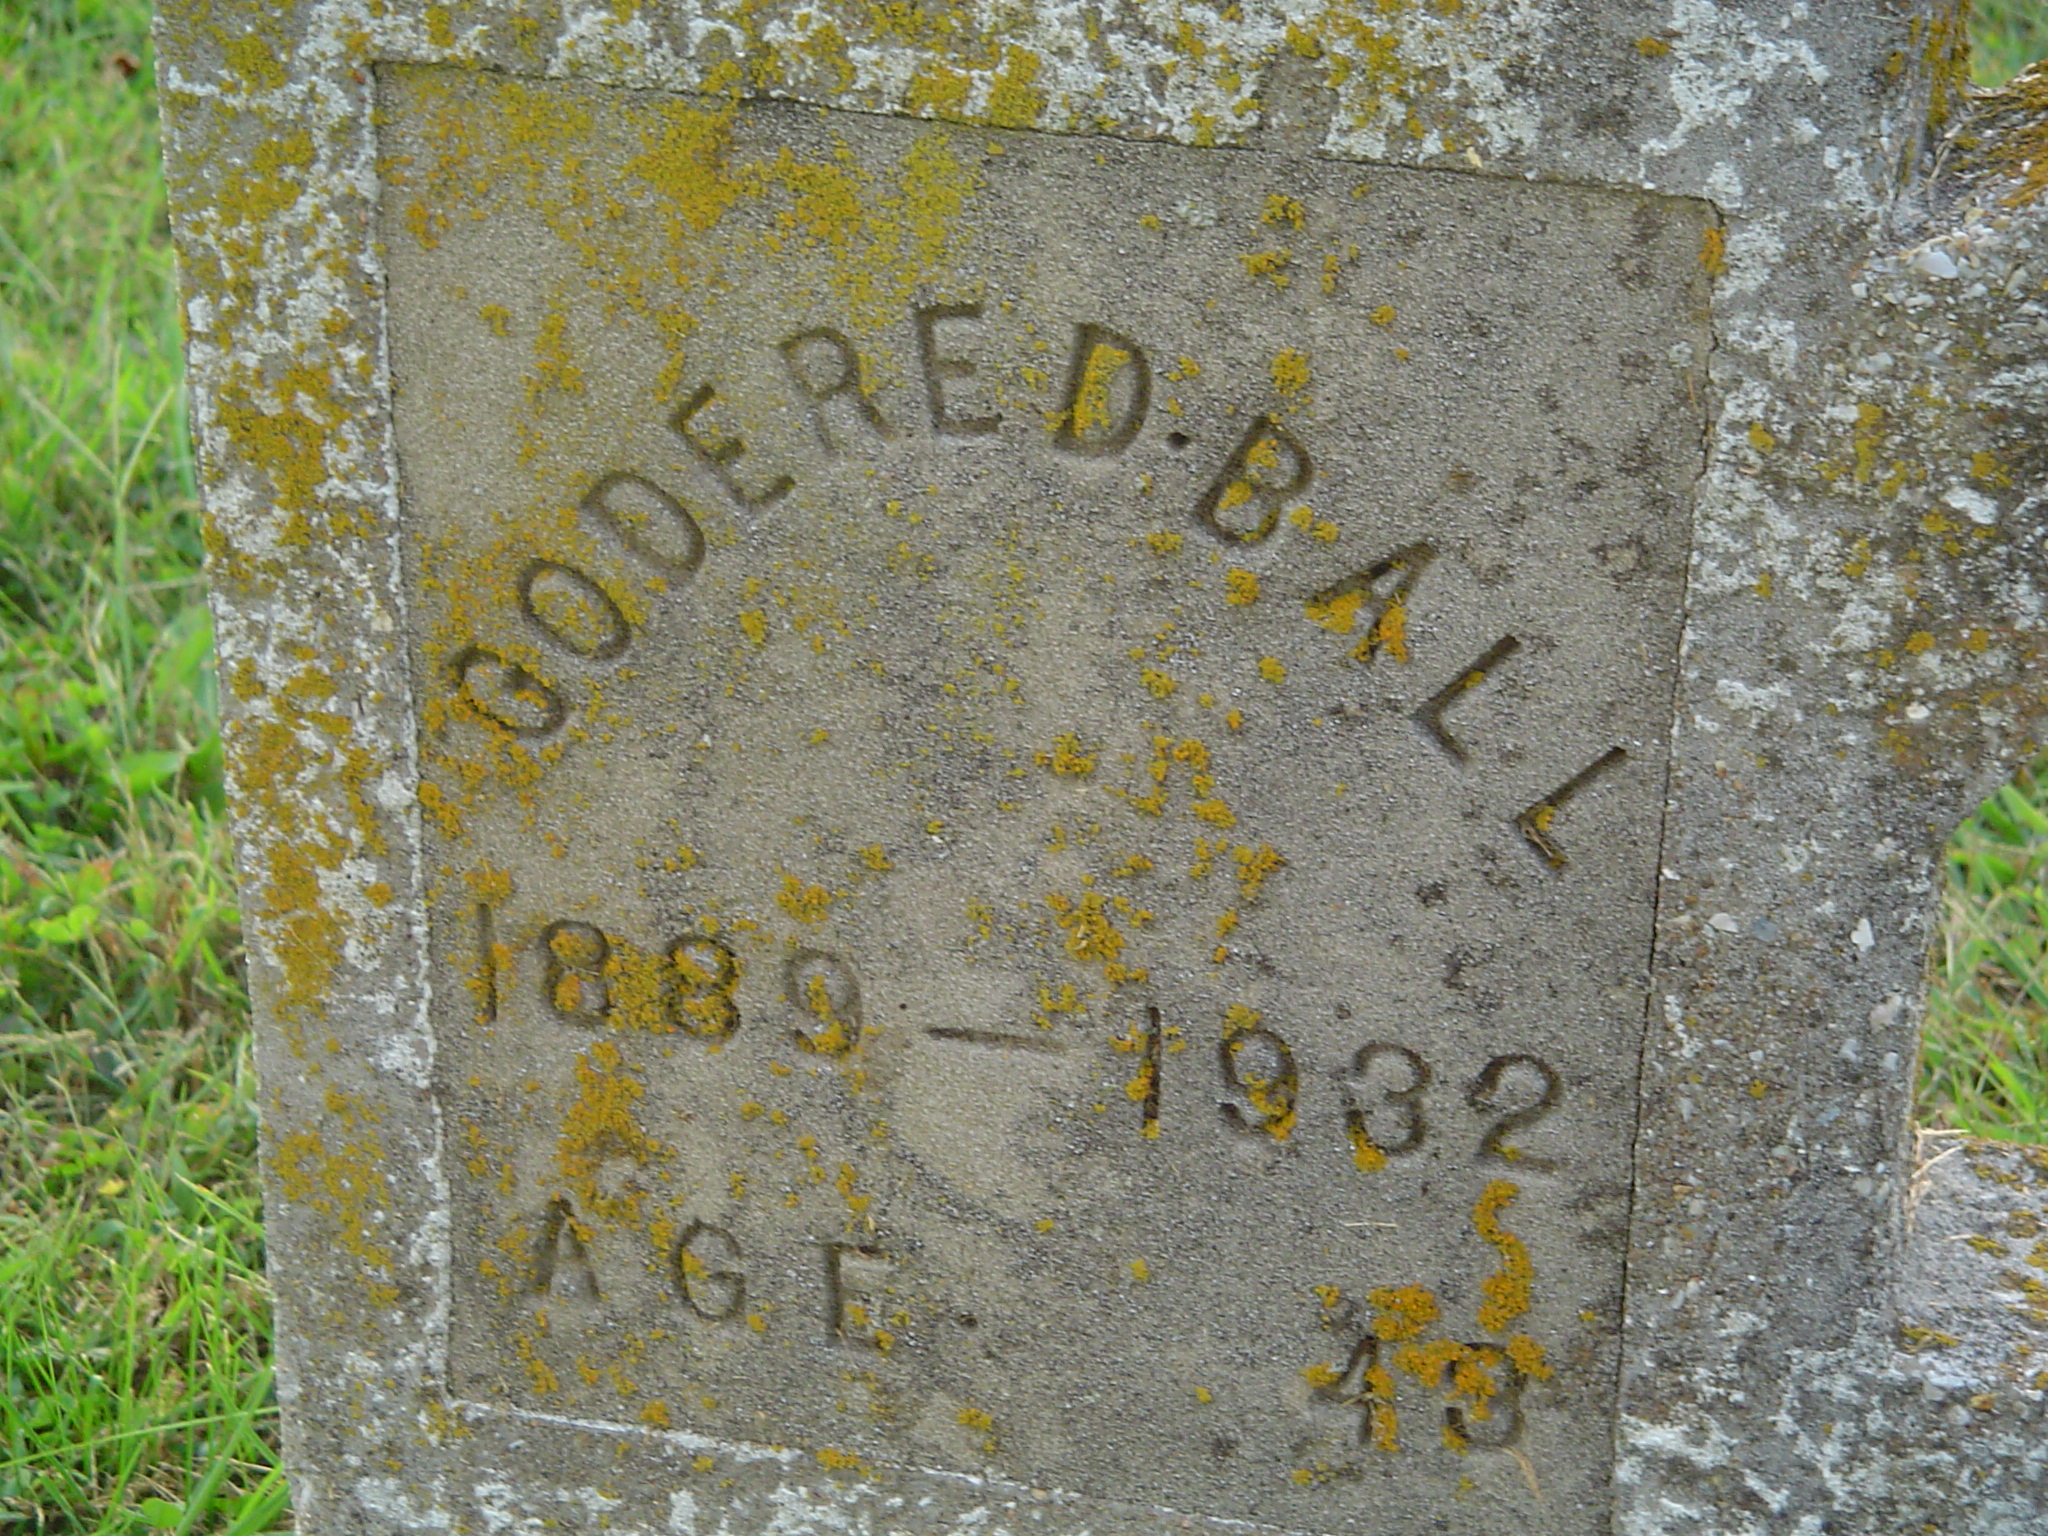 GODERED. BALL
1889 — 1932
AGE. 43